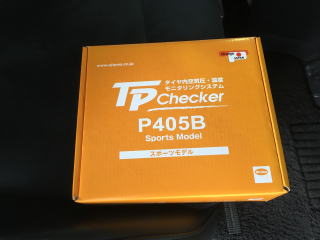 JAPAN
タイヤ内空気圧・温度
モニタリングシステム
TP Checker
P405B
Sports Model
スポーツモデル